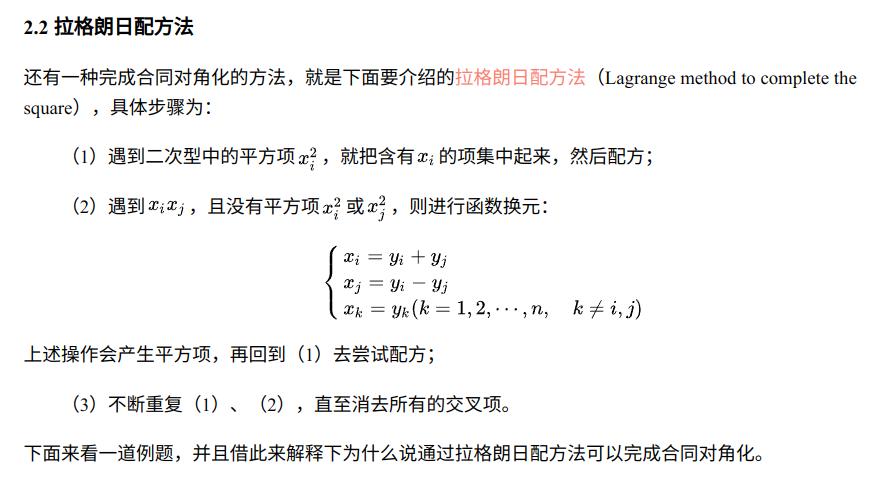 2.2 拉格朗日配方法
还有一种完成合同对角化的方法，就是下面要介绍的拉格朗日配方法（Lagrange method to complete the
square），具体步骤为：
（1）遇到二次型中的平方项 $x_i^2$，就把含有 $x_i$ 的项集中起来，然后配方；
（2）遇到 $x_i x_j$，且没有平方项 $x_i^2$ 或 $x_j^2$，则进行函数换元：
$x_i = y_i + y_j$
$x_j = y_i - y_j$
$x_k = y_k (k = 1, 2, \cdots, n, \quad k \neq i, j)$
上述操作会产生平方项，再回到（1）去尝试配方；
（3）不断重复（1）、（2），直至消去所有的交叉项。
下面来看一道例题，并且借此来解释下为什么说通过拉格朗日配方法可以完成合同对角化。